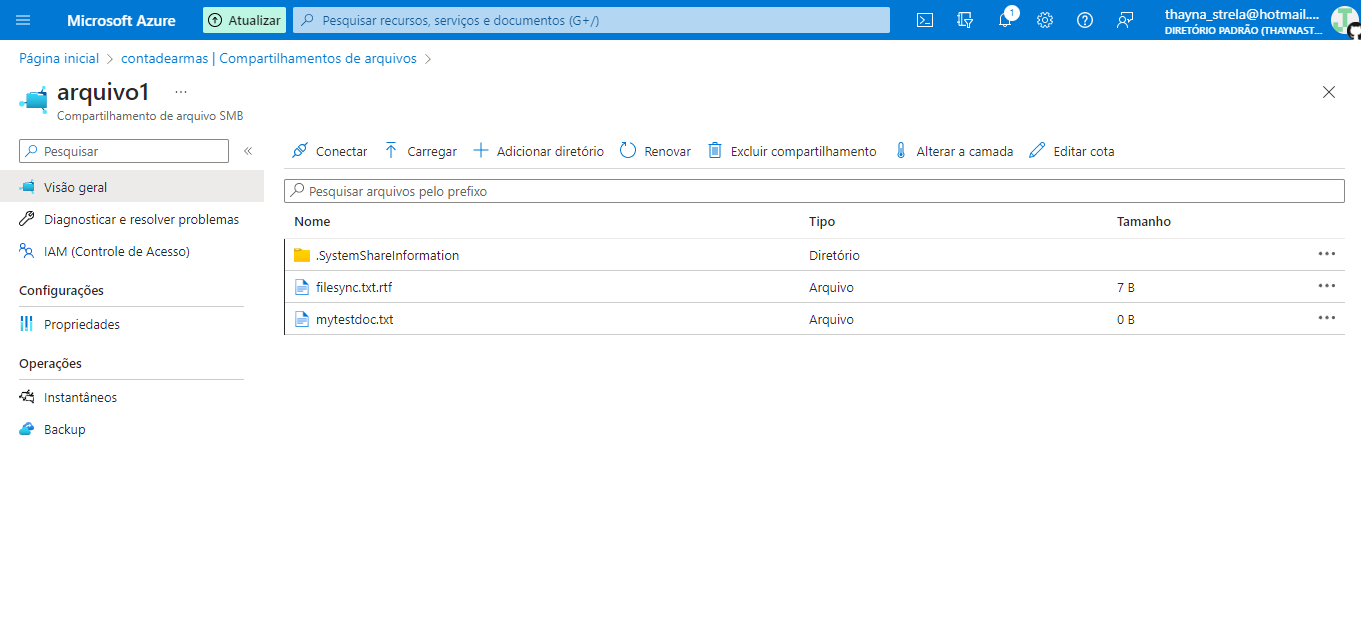 Microsoft Azure
Atualizar
Pesquisar recursos, serviços e documentos (G+/)
1
thayna_strela@hotmail....
DIRETÓRIO PADRÃO (THAYNAST...
Página inicial > contadearmas | Compartilhamentos de arquivos >
arquivo1 ...
Compartilhamento de arquivo SMB
Pesquisar
Conectar
Carregar
Adicionar diretório
Renovar
Excluir compartilhamento
Alterar a camada
Editar cota
Visão geral
Diagnosticar e resolver problemas
IAM (Controle de Acesso)
Configurações
Propriedades
Operações
Instantâneos
Backup
Pesquisar arquivos pelo prefixo
Nome Tipo Tamanho
.SystemShareInformation Diretório
filesync.txt.rtf Arquivo 7 B
mytestdoc.txt Arquivo 0 B